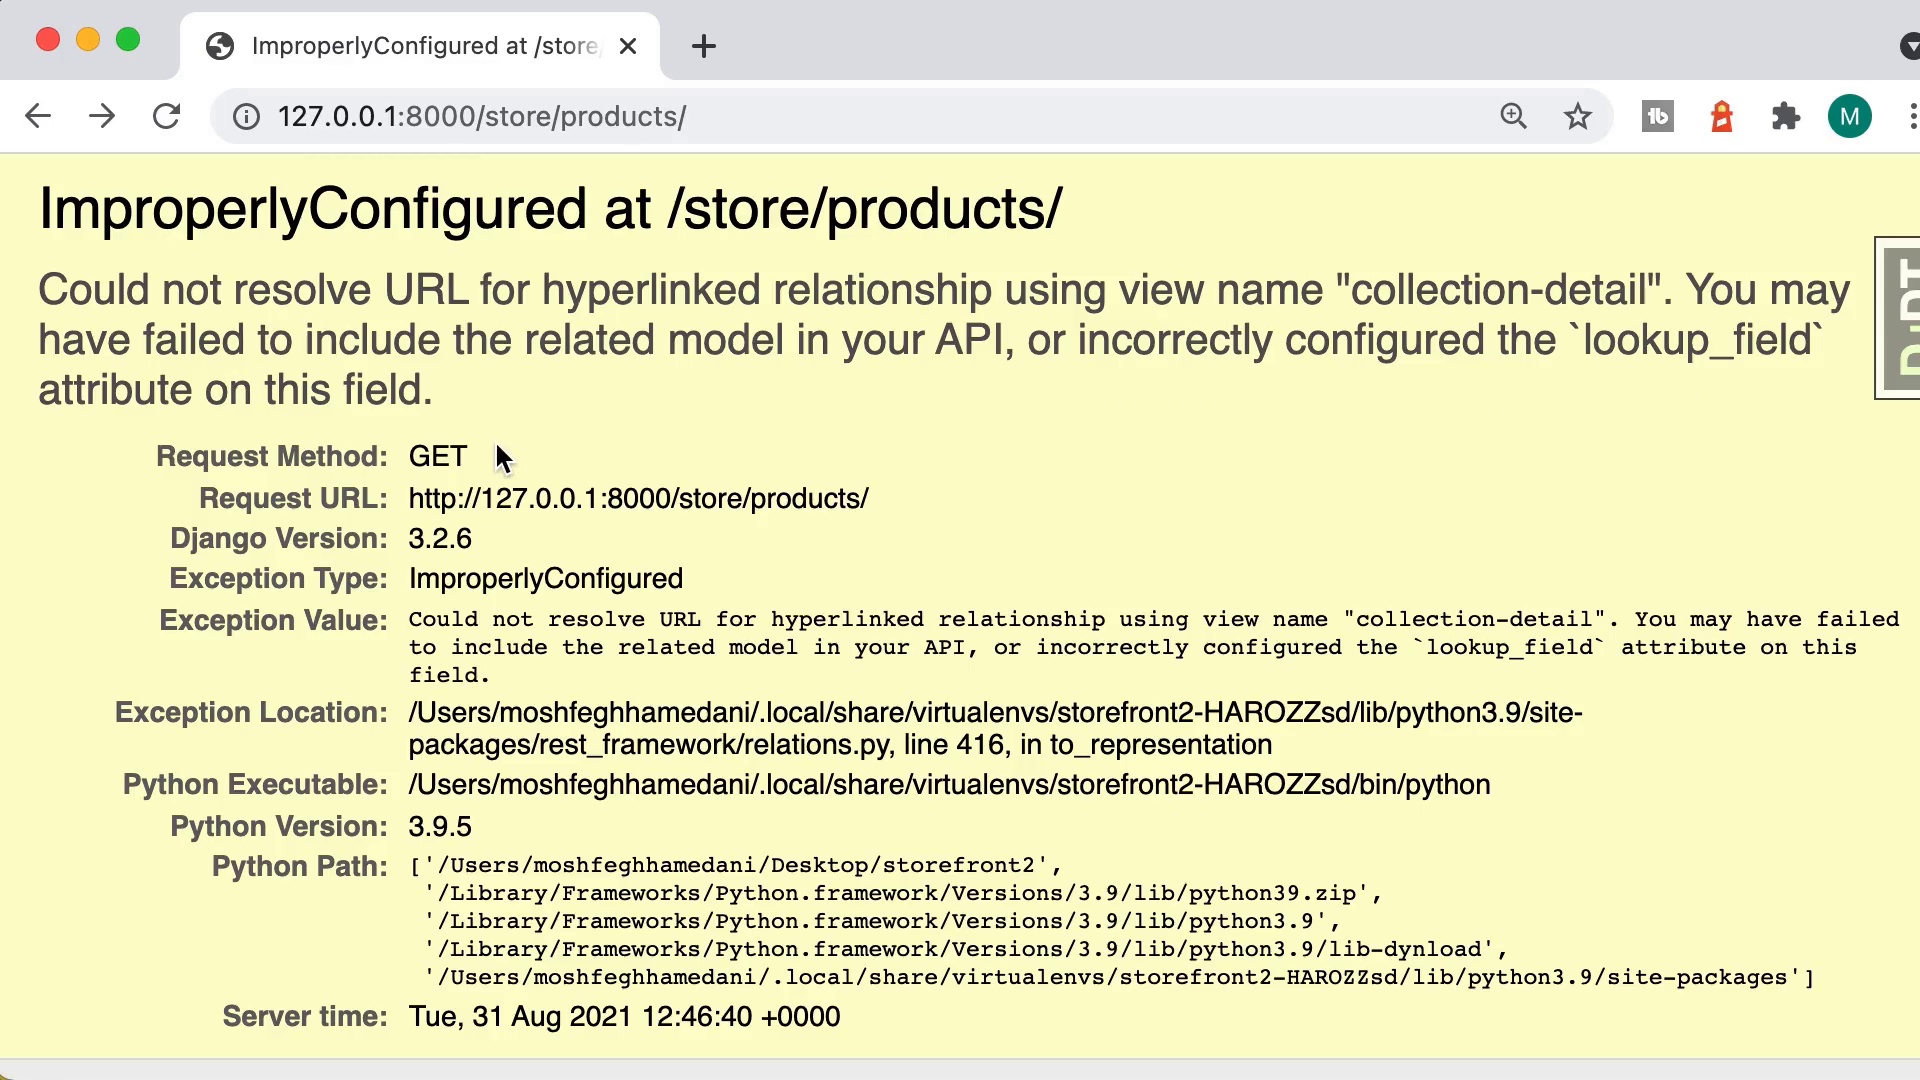 ImproperlyConfigured at /store/
127.0.0.1:8000/store/products/
tb
M
ImproperlyConfigured at /store/products/
Could not resolve URL for hyperlinked relationship using view name "collection-detail". You may
have failed to include the related model in your API, or incorrectly configured the `lookup_field`
attribute on this field.
DjDT
Request Method: GET
Request URL: http://127.0.0.1:8000/store/products/
Django Version: 3.2.6
Exception Type: ImproperlyConfigured
Exception Value: Could not resolve URL for hyperlinked relationship using view name "collection-detail". You may have failed
to include the related model in your API, or incorrectly configured the `lookup_field` attribute on this
field.
Exception Location: /Users/moshfeghhamedani/.local/share/virtualenvs/storefront2-HAROZZsd/lib/python3.9/site-
packages/rest_framework/relations.py, line 416, in to_representation
Python Executable: /Users/moshfeghhamedani/.local/share/virtualenvs/storefront2-HAROZZsd/bin/python
Python Version: 3.9.5
Python Path: ['/Users/moshfeghhamedani/Desktop/storefront2',
'/Library/Frameworks/Python.framework/Versions/3.9/lib/python39.zip',
'/Library/Frameworks/Python.framework/Versions/3.9/lib/python3.9',
'/Library/Frameworks/Python.framework/Versions/3.9/lib/python3.9/lib-dynload',
'/Users/moshfeghhamedani/.local/share/virtualenvs/storefront2-HAROZZsd/lib/python3.9/site-packages']
Server time: Tue, 31 Aug 2021 12:46:40 +0000